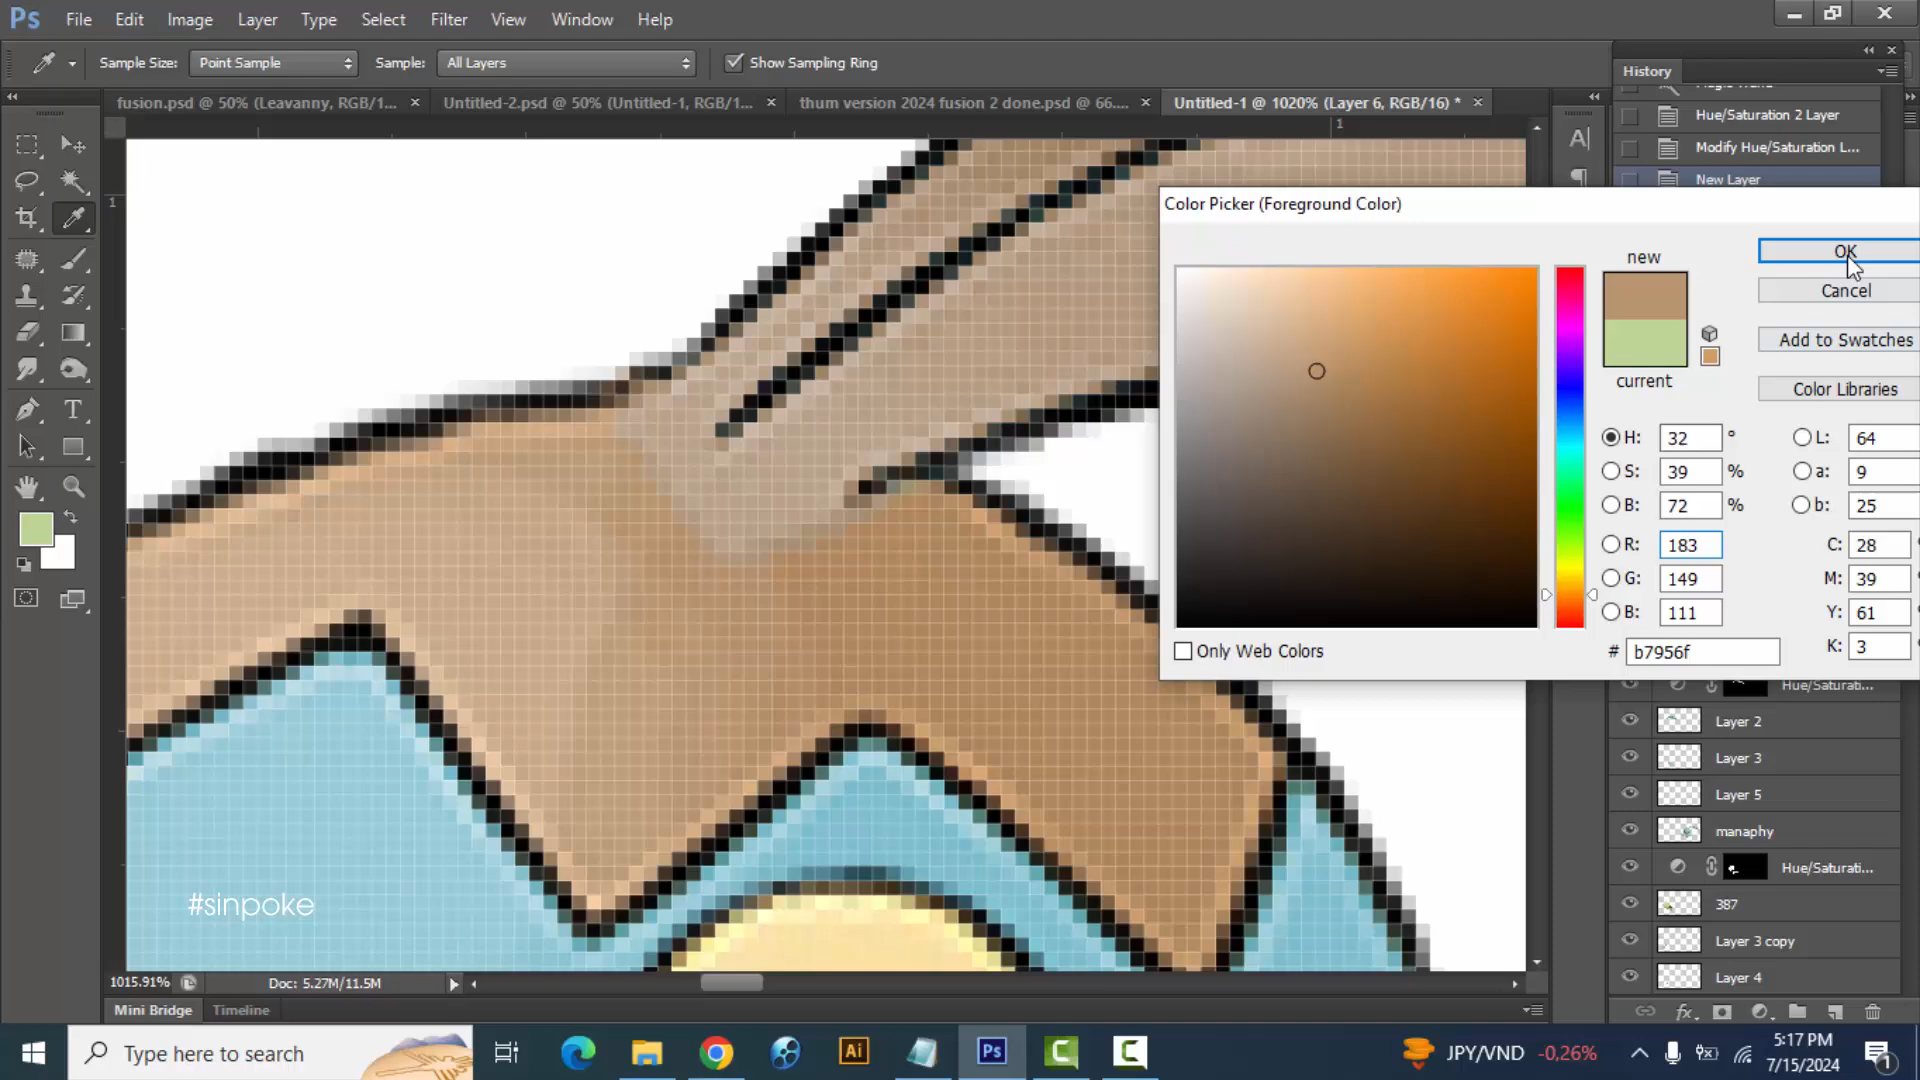 Ps File Edit Image Layer Type Select Filter View Window Help
Sample Size: Point Sample Sample: All Layers Show Sampling Ring
fusion.psd @ 50% (Leavanny, RGB/1... × Untitled-2.psd @ 50% (Untitled-1, RGB/1... × thum version 2024 fusion 2 done.psd @ 66.... × Untitled-1 @ 1020% (Layer 6, RGB/16) * ×
History
Hue/Saturation 2 Layer
Modify Hue/Saturation L...
New Layer
1
1
Color Picker (Foreground Color)
new
current
OK
Cancel
Add to Swatches
Color Libraries
H: 32 °
S: 39 %
B: 72 %
R: 183
G: 149
B: 111
# b7956f
L: 64
a: 9
b: 25
C: 28
M: 39
Y: 61
K: 3
Only Web Colors
Hue/Saturati...
Layer 2
Layer 3
Layer 5
manaphy
Hue/Saturati...
387
Layer 3 copy
Layer 4
#sinpoke
1015.91% Doc: 5.27M/11.5M
Mini Bridge Timeline
Type here to search
Ai
Ps
JPY/VND -0,26%
5:17 PM
7/15/2024
1